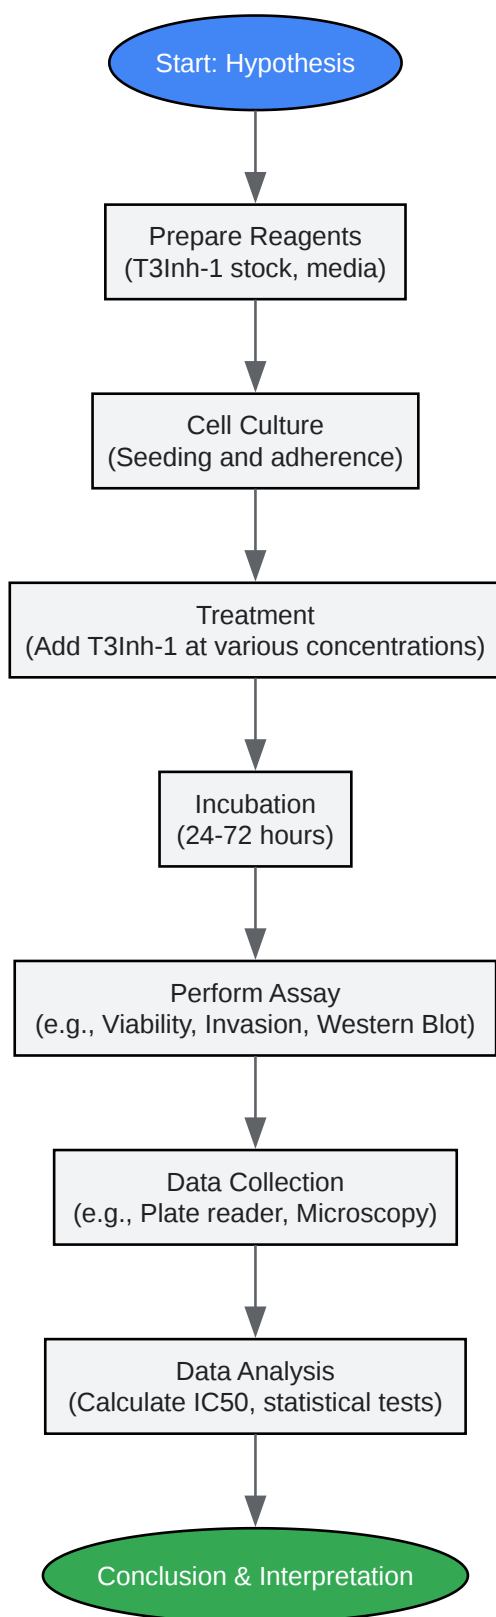 Start: Hypothesis
Prepare Reagents
(T3Inh-1 stock, media)
Cell Culture
(Seeding and adherence)
Treatment
(Add T3Inh-1 at various concentrations)
Incubation
(24-72 hours)
Perform Assay
(e.g., Viability, Invasion, Western Blot)
Data Collection
(e.g., Plate reader, Microscopy)
Data Analysis
(Calculate IC50, statistical tests)
Conclusion & Interpretation